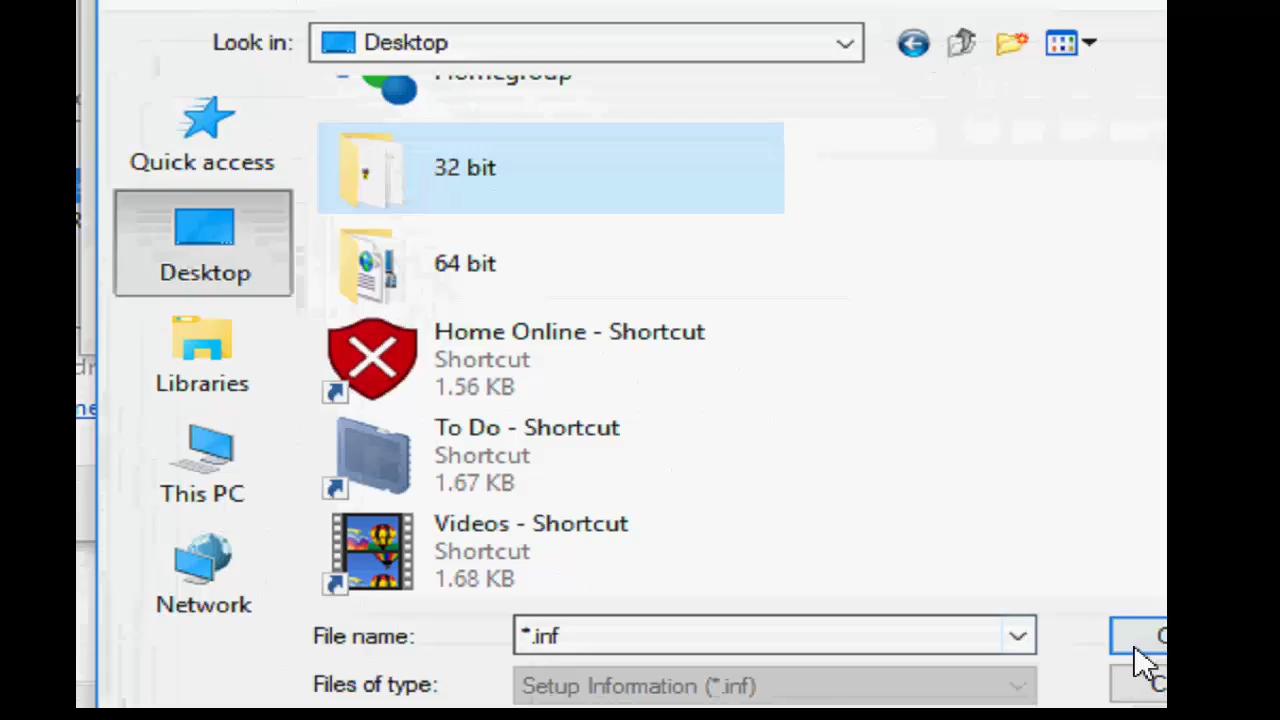 Look in:
Desktop
Homegroup
Quick access
32 bit
Desktop
64 bit
Home Online - Shortcut
Shortcut
1.56 KB
Libraries
To Do - Shortcut
Shortcut
1.67 KB
This PC
Videos - Shortcut
Shortcut
1.68 KB
Network
File name:
*.inf
Files of type:
Setup Information (*.inf)